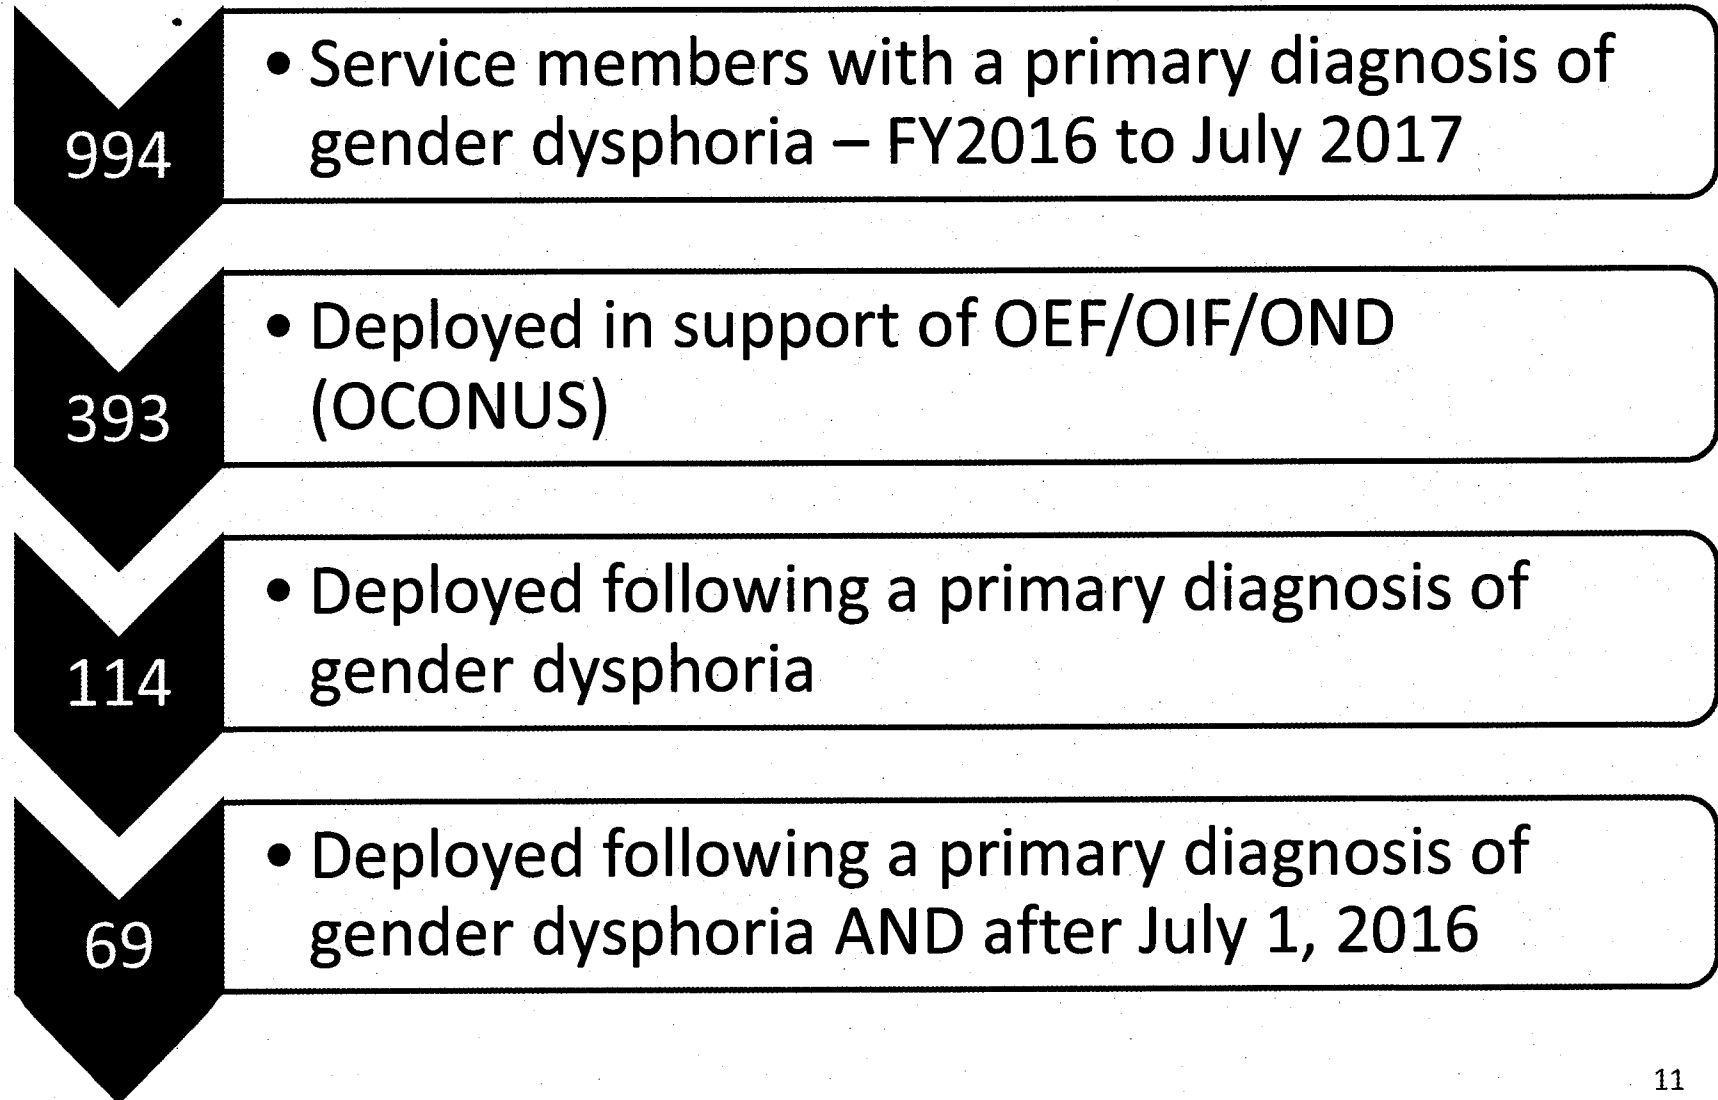 994
• Service members with a primary diagnosis of
gender dysphoria – FY2016 to July 2017
393
• Deployed in support of OEF/OIF/OND
(OCONUS)
114
• Deployed following a primary diagnosis of
gender dysphoria
69
• Deployed following a primary diagnosis of
gender dysphoria AND after July 1, 2016
11